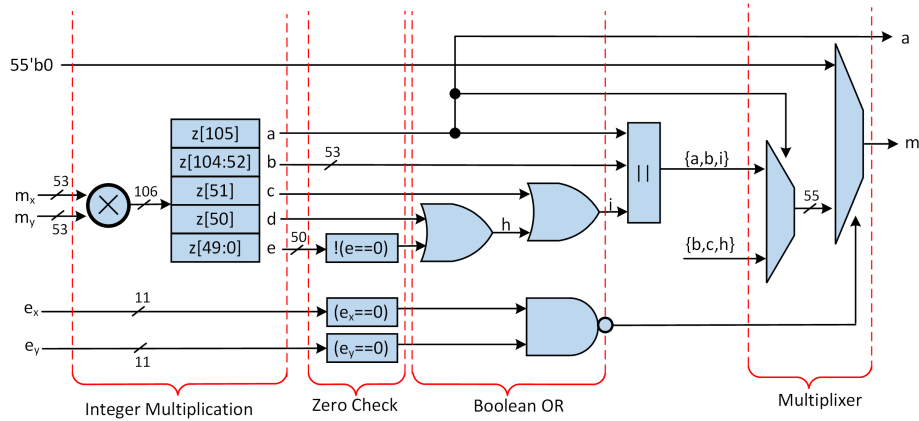 a
55'b0
z[105]
a
z[104:52]
b
53
{a,b,i}
||
m
z[51]
c
m_x
53
×
106
m_y
53
z[50]
d
h
i
55
z[49:0]
e
50
!(e==0)
{b,c,h}
e_x
11
(e_x==0)
e_y
11
(e_y==0)
Integer Multiplication
Zero Check
Boolean OR
Multiplixer